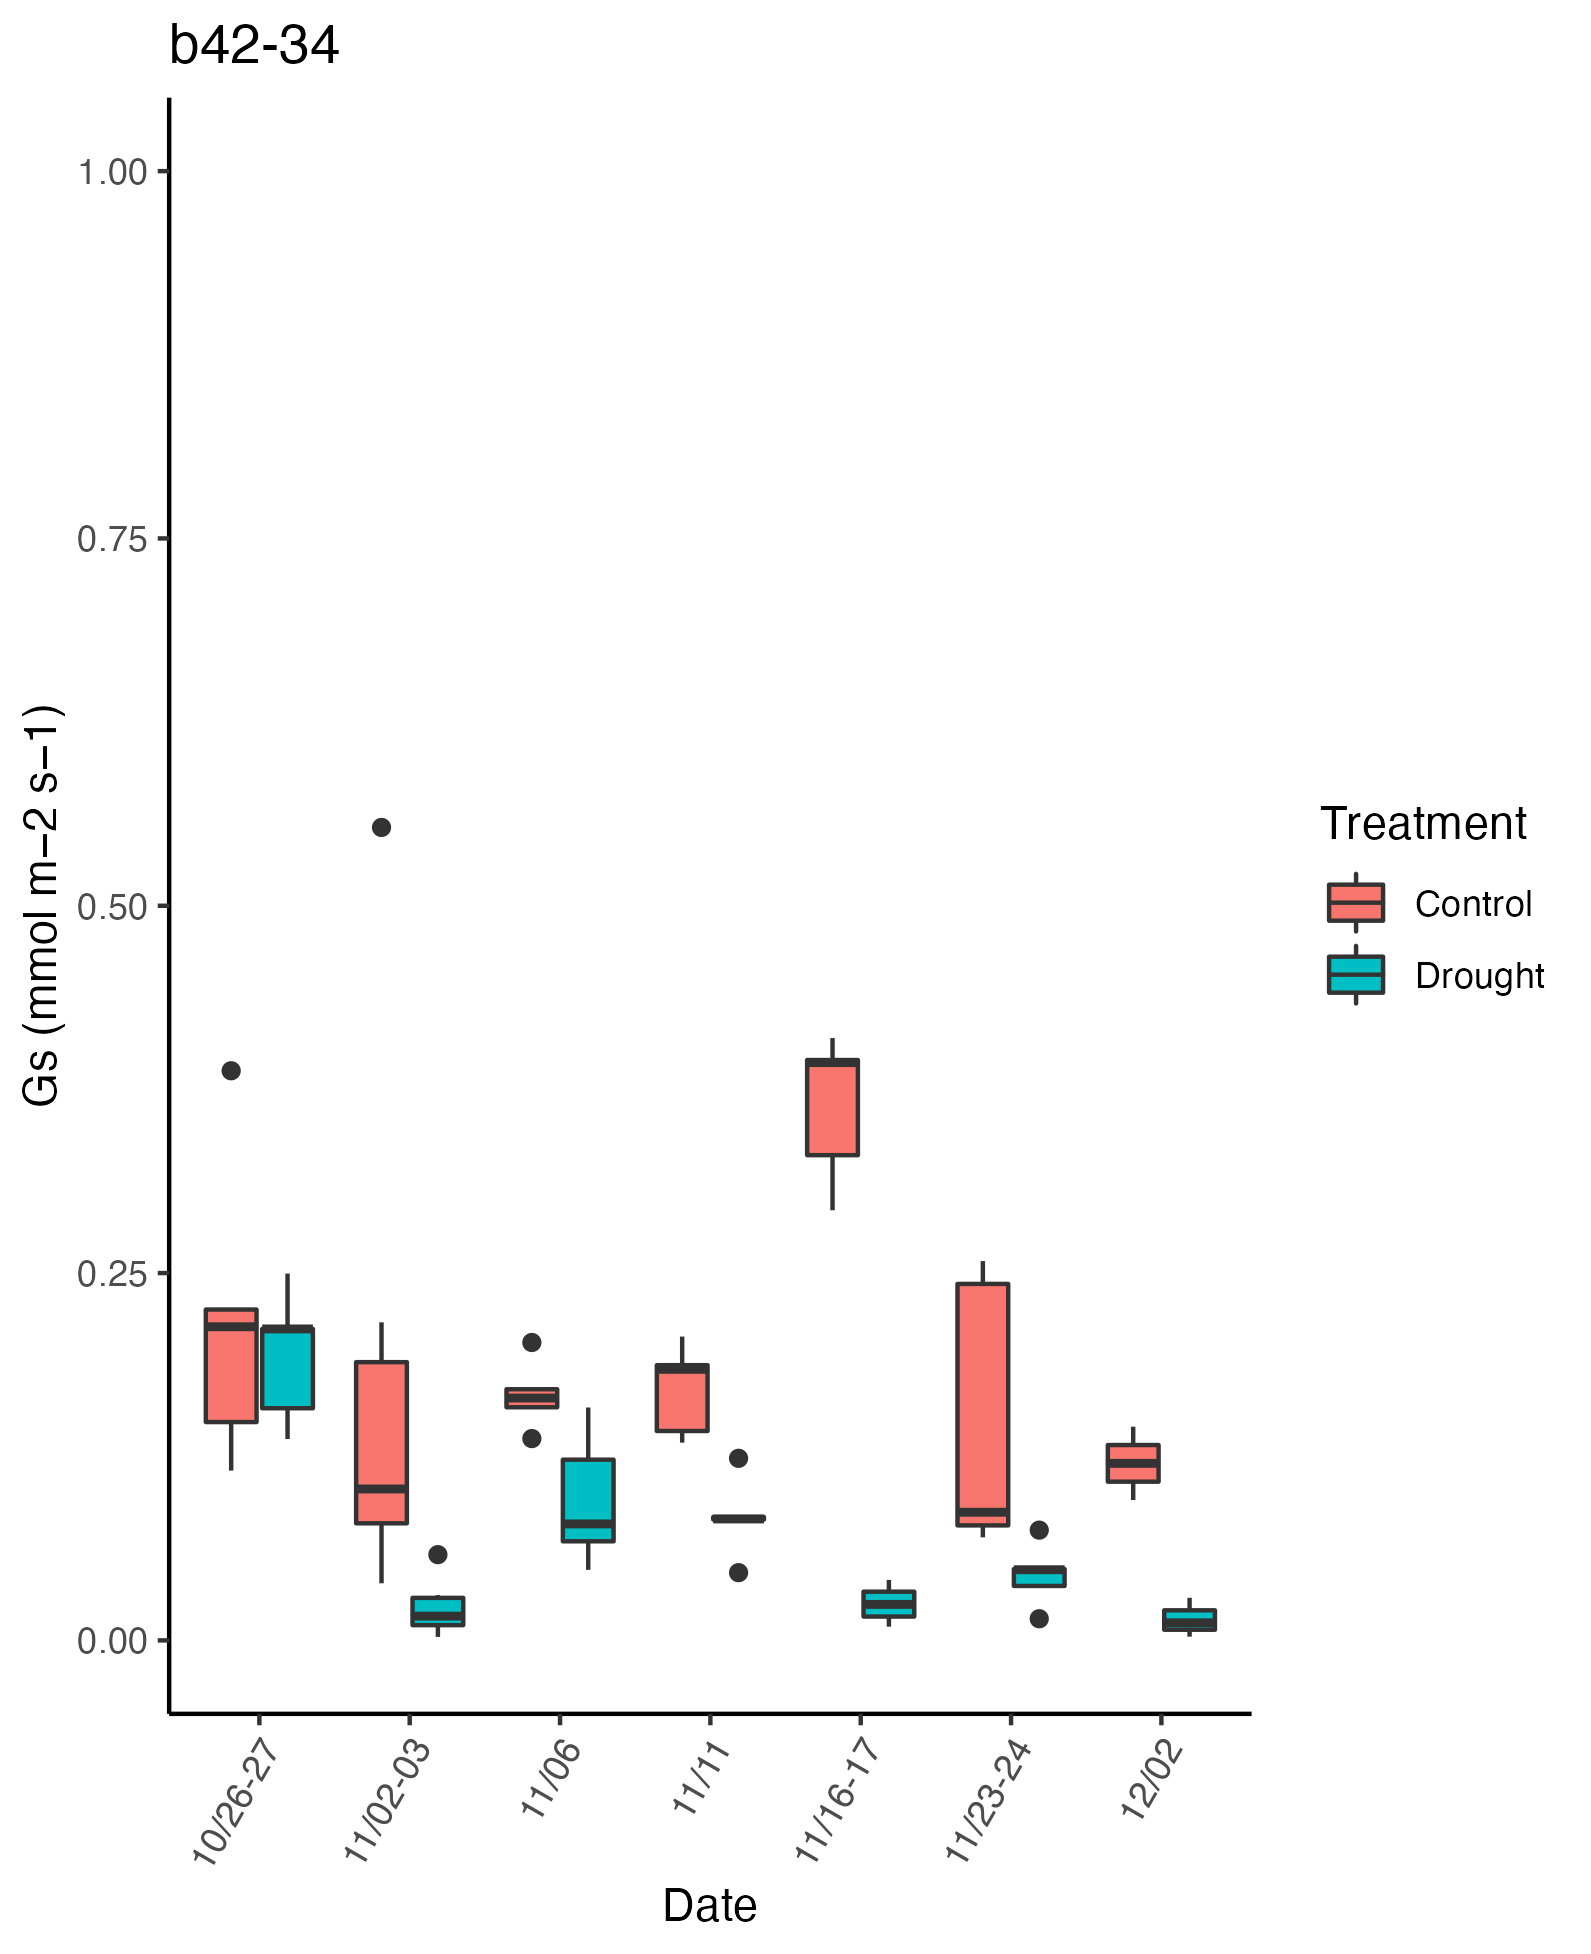 b42-34
1.00
0.75
0.50
0.25
0.00
Gs (mmol m−2 s−1)
10/26-27
11/02-03
11/06
11/11
11/16-17
11/23-24
12/02
Date
Treatment
Control
Drought